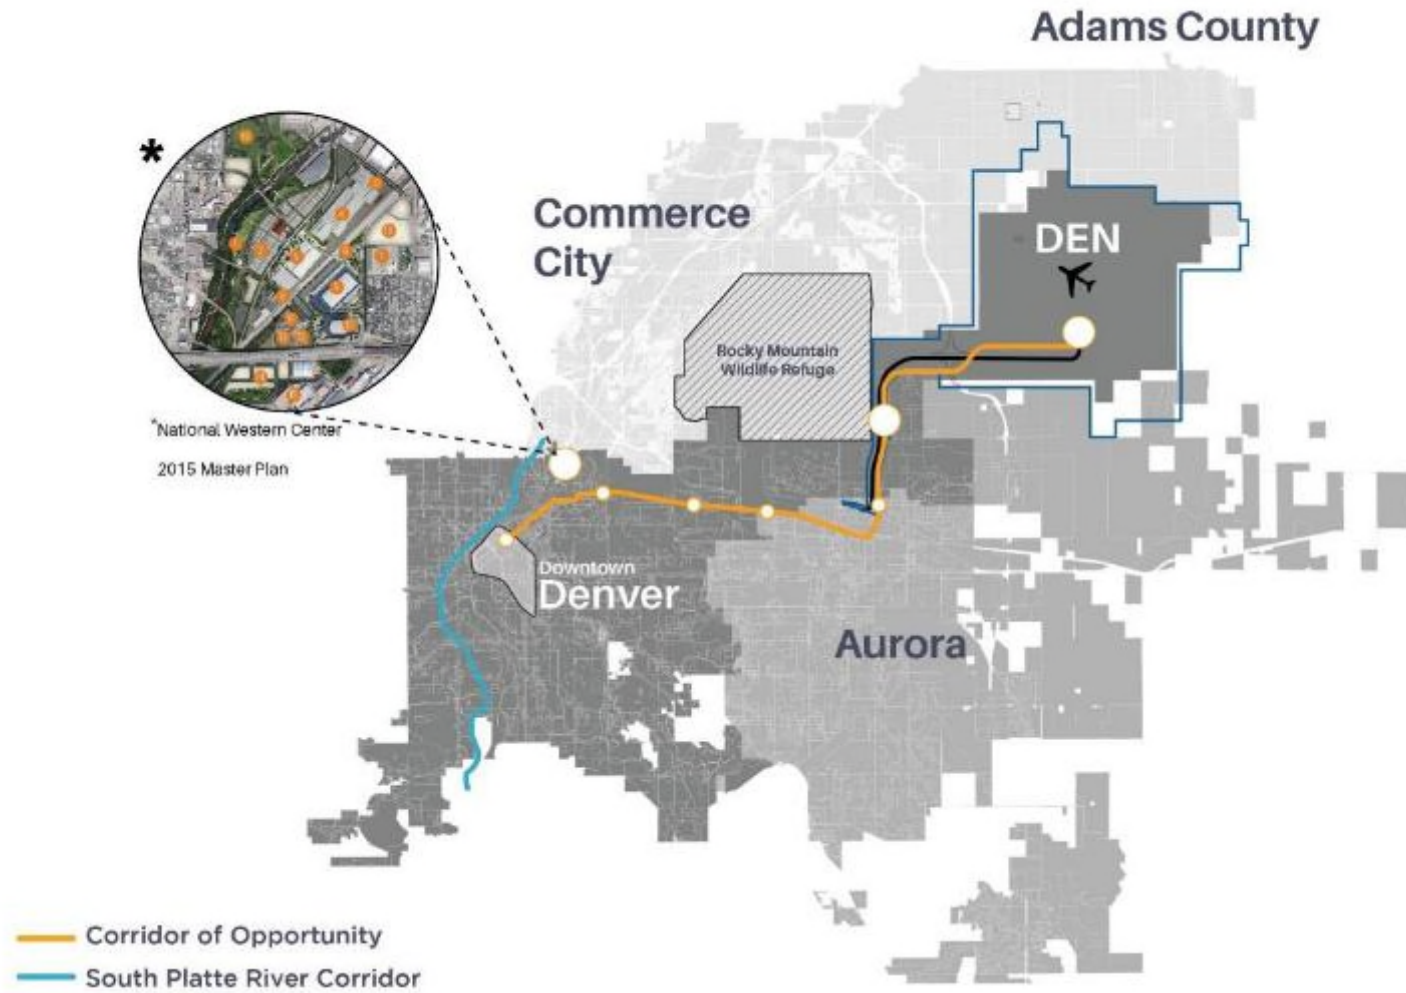 Adams County
*
Commerce
City
DEN
Rocky Mountain
Wildlife Refuge
*National Western Center
2015 Master Plan
Downtown
Denver
Aurora
Corridor of Opportunity
South Platte River Corridor